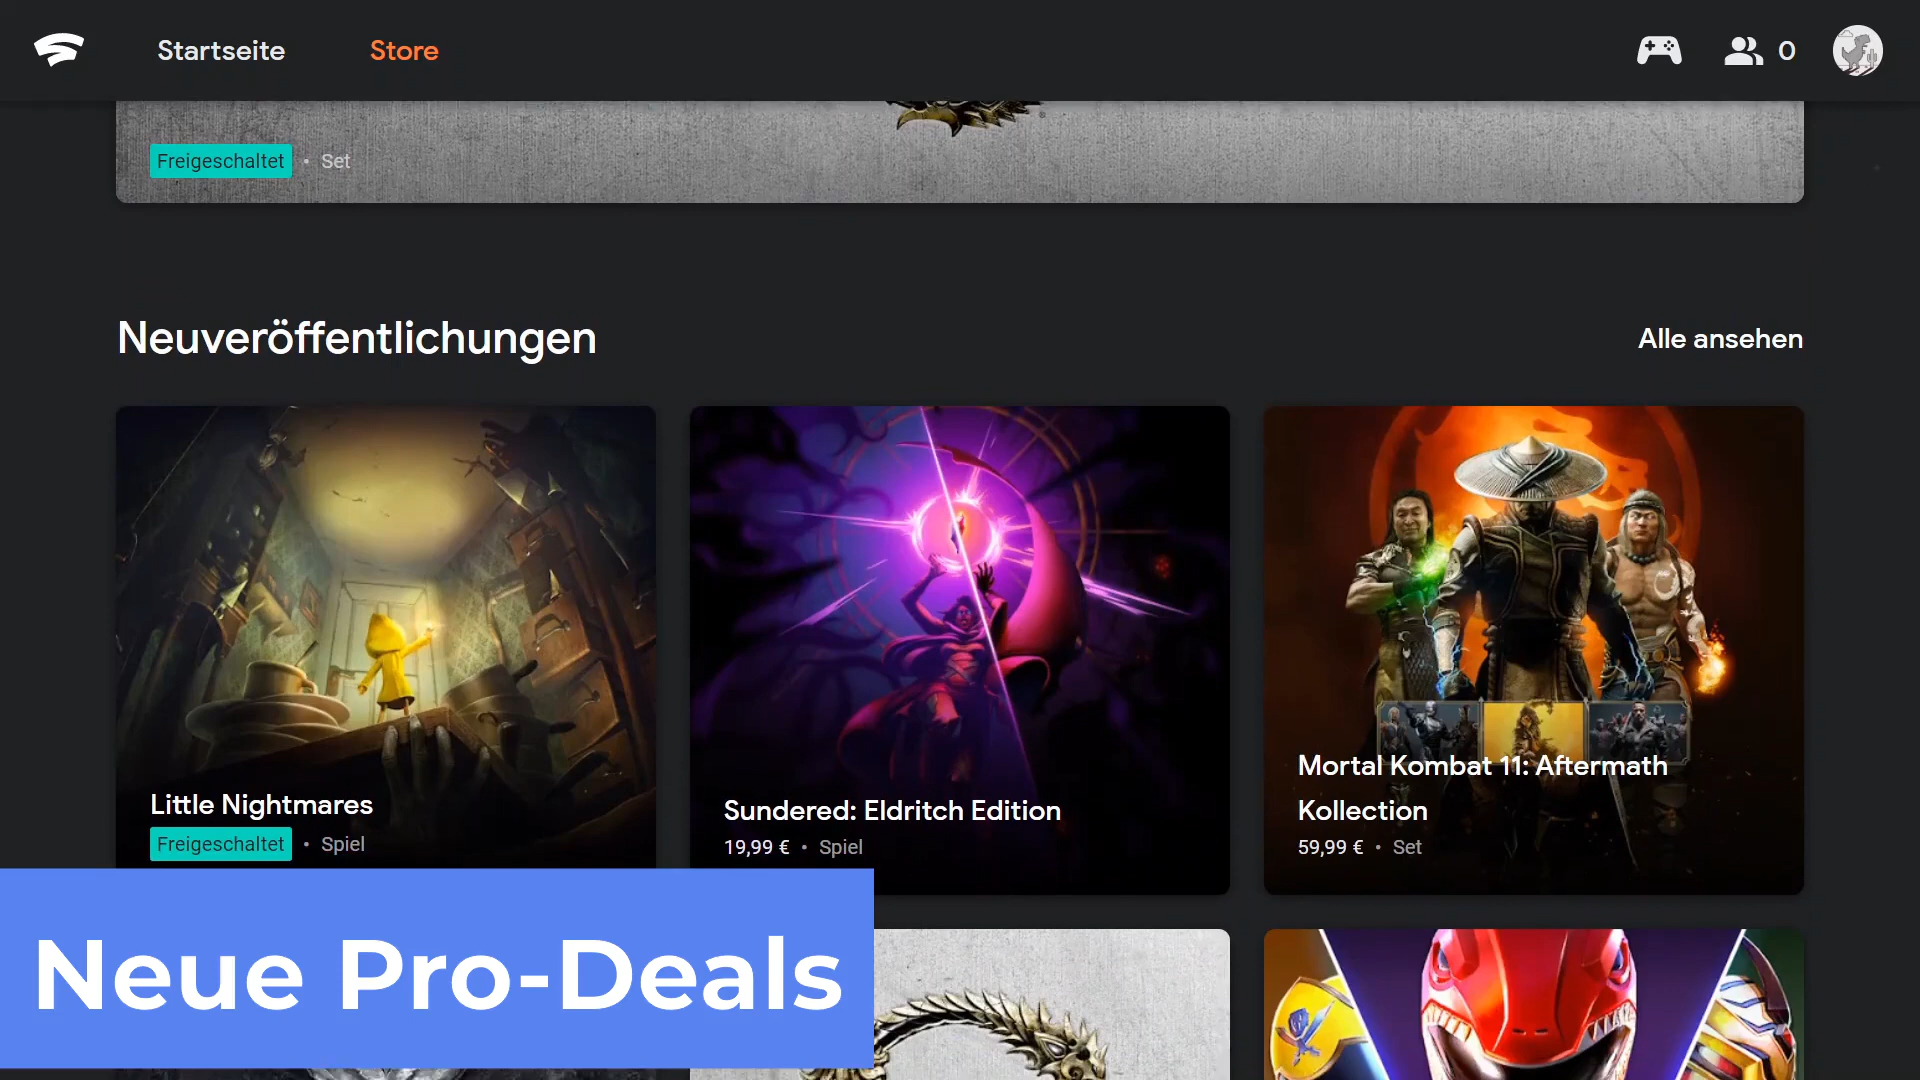 Startseite
Store
0
Freigeschaltet • Set
Neuveröffentlichungen
Alle ansehen
Little Nightmares
Freigeschaltet • Spiel
Sundered: Eldritch Edition
19,99 € • Spiel
Mortal Kombat 11: Aftermath
Kollection
59,99 € • Set
Neue Pro-Deals